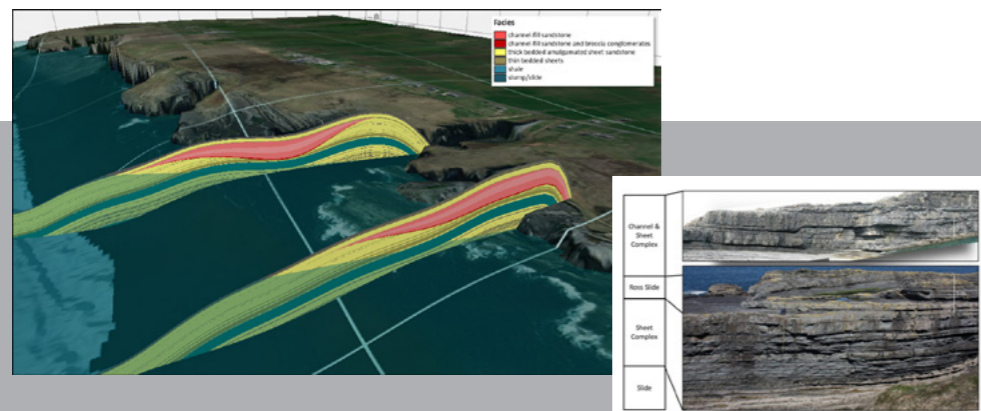 Facies
channel-fill sandstone
channel-fill sandstone and breccia conglomerates
thick bedded amalgamated sheet sandstone
thin bedded sheets
shale
slump/slide
Channel &
Sheet
Complex
Ross Slide
Sheet
Complex
Slide